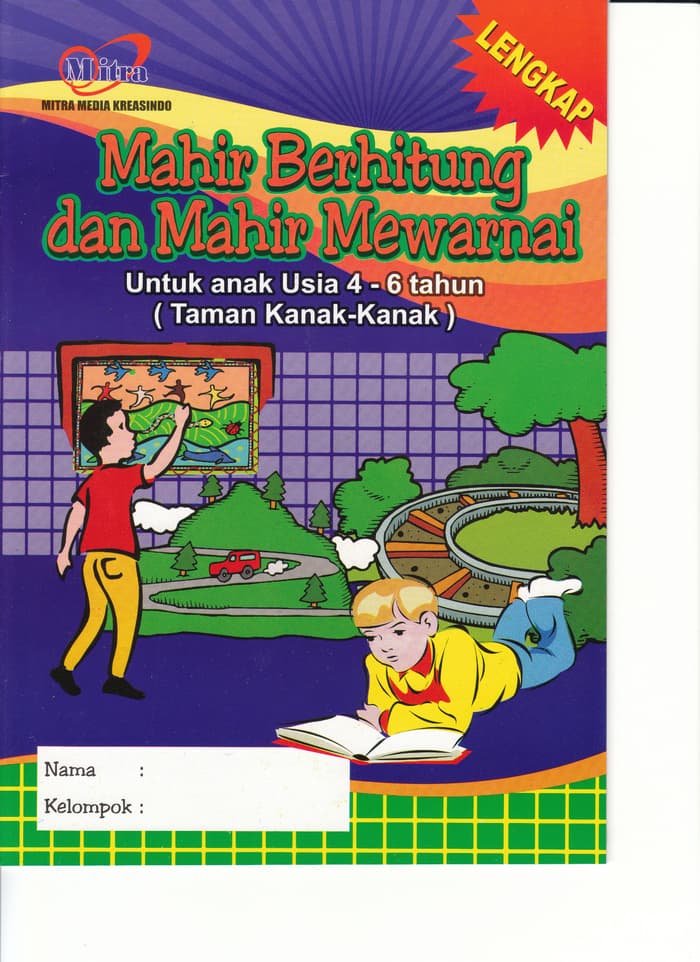 Mitra
MITRA MEDIA KREASINDO
LENGKAP
Mahir Berhitung
dan Mahir Mewarnai
Untuk anak Usia 4 - 6 tahun
( Taman Kanak-Kanak )
Nama :
Kelompok :